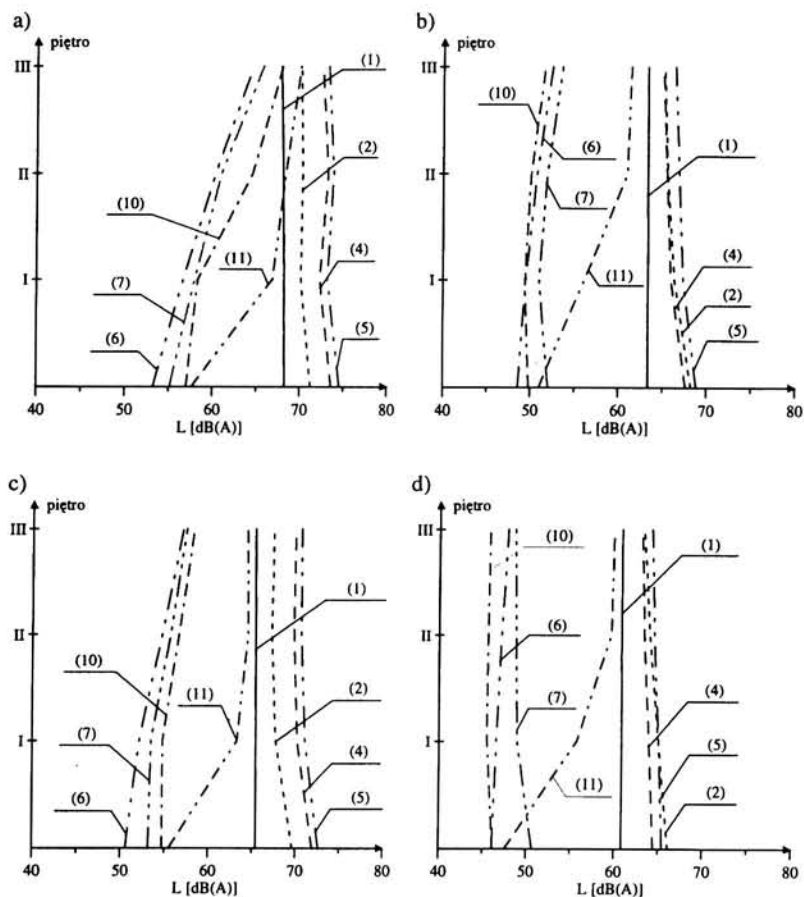 a)
piętro
III
II
I
(1)
(2)
(10)
(11)
(4)
(7)
(6)
(5)
40 50 60 70 80
L [dB(A)]
b)
piętro
III
II
I
(10)
(6)
(1)
(7)
(11)
(4)
(2)
(5)
40 50 60 70 80
L [dB(A)]
c)
piętro
III
II
I
(1)
(10)
(11)
(2)
(7)
(4)
(6)
(5)
40 50 60 70 80
L [dB(A)]
d)
piętro
III
II
I
(10)
(1)
(6)
(7)
(4)
(11)
(5)
(2)
40 50 60 70 80
L [dB(A)]